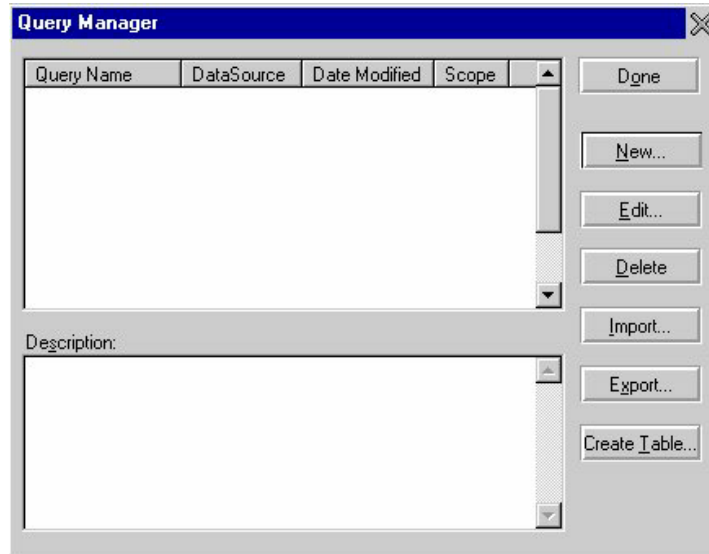 Query Manager
Query Name DataSource Date Modified Scope
Done
New...
Edit...
Delete
Import...
Description:
Export...
Create Table...